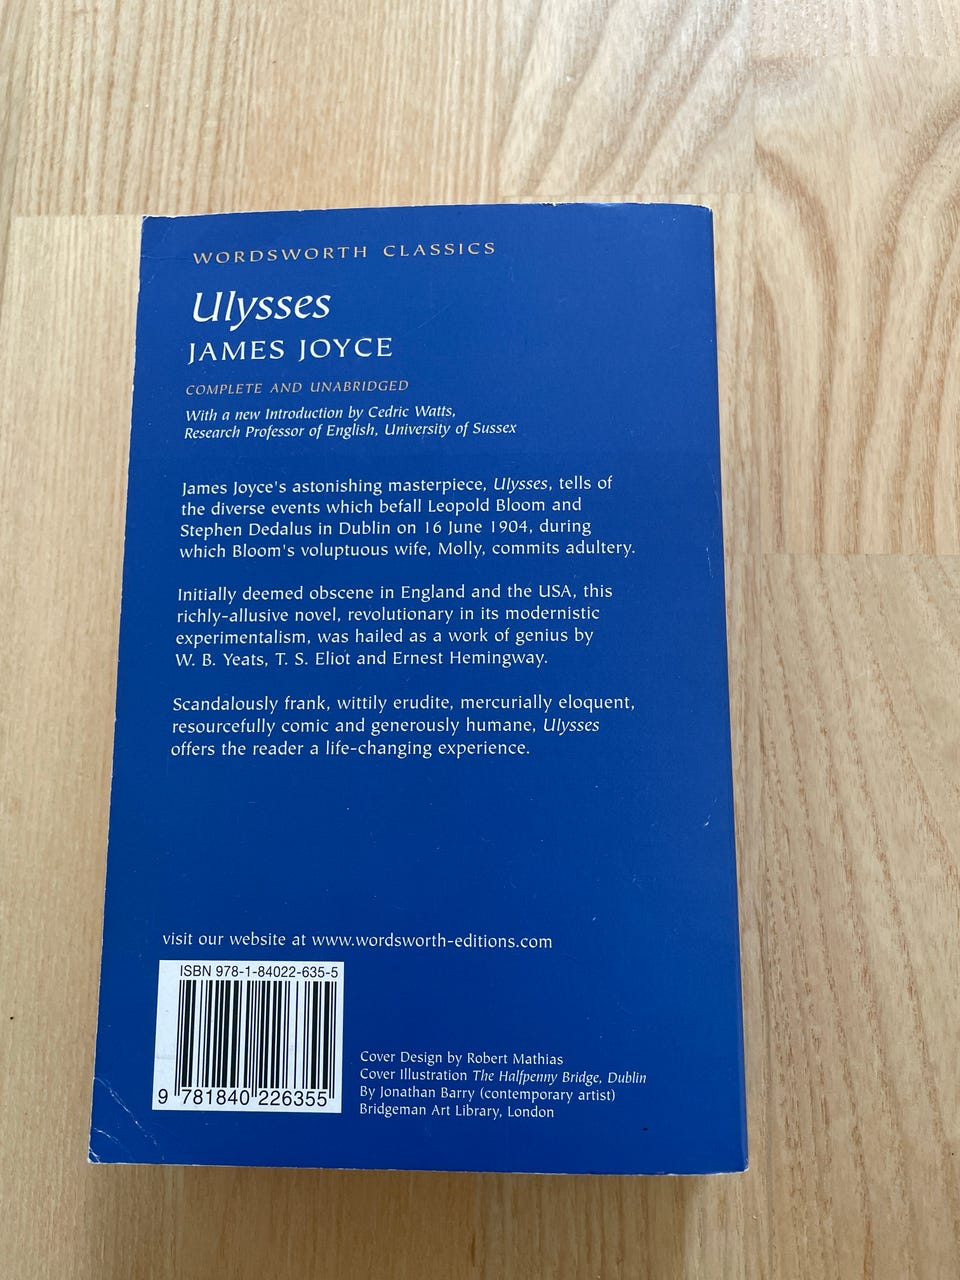 WORDSWORTH CLASSICS
Ulysses
JAMES JOYCE
COMPLETE AND UNABRIDGED
With a new Introduction by Cedric Watts,
Research Professor of English, University of Sussex
James Joyce's astonishing masterpiece, Ulysses, tells of
the diverse events which befall Leopold Bloom and
Stephen Dedalus in Dublin on 16 June 1904, during
which Bloom's voluptuous wife, Molly, commits adultery.
Initially deemed obscene in England and the USA, this
richly-allusive novel, revolutionary in its modernistic
experimentalism, was hailed as a work of genius by
W. B. Yeats, T. S. Eliot and Ernest Hemingway.
Scandalously frank, wittily erudite, mercurially eloquent,
resourcefully comic and generously humane, Ulysses
offers the reader a life-changing experience.
visit our website at www.wordsworth-editions.com
ISBN 978-1-84022-635-5
9 781840 226355
Cover Design by Robert Mathias
Cover Illustration The Halfpenny Bridge, Dublin
By Jonathan Barry (contemporary artist)
Bridgeman Art Library, London